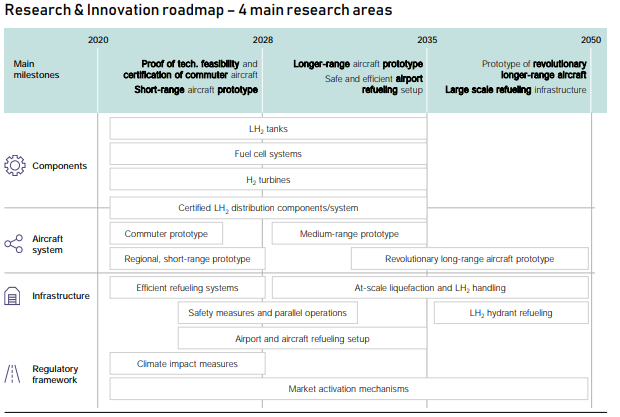 Research & Innovation roadmap – 4 main research areas
2020
2028
2035
2050
Main
milestones
Proof of tech. feasibility and
certification of commuter aircraft
Short-range aircraft prototype
Longer-range aircraft prototype
Safe and efficient airport
refueling setup
Prototype of revolutionary
longer-range aircraft
Large scale refueling infrastructure
Components
LH₂ tanks
Fuel cell systems
H₂ turbines
Certified LH₂ distribution components/system
Aircraft
system
Commuter prototype
Medium-range prototype
Regional, short-range prototype
Revolutionary long-range aircraft prototype
Infrastructure
Efficient refueling systems
At-scale liquefaction and LH₂ handling
Safety measures and parallel operations
LH₂ hydrant refueling
Airport and aircraft refueling setup
Regulatory
framework
Climate impact measures
Market activation mechanisms